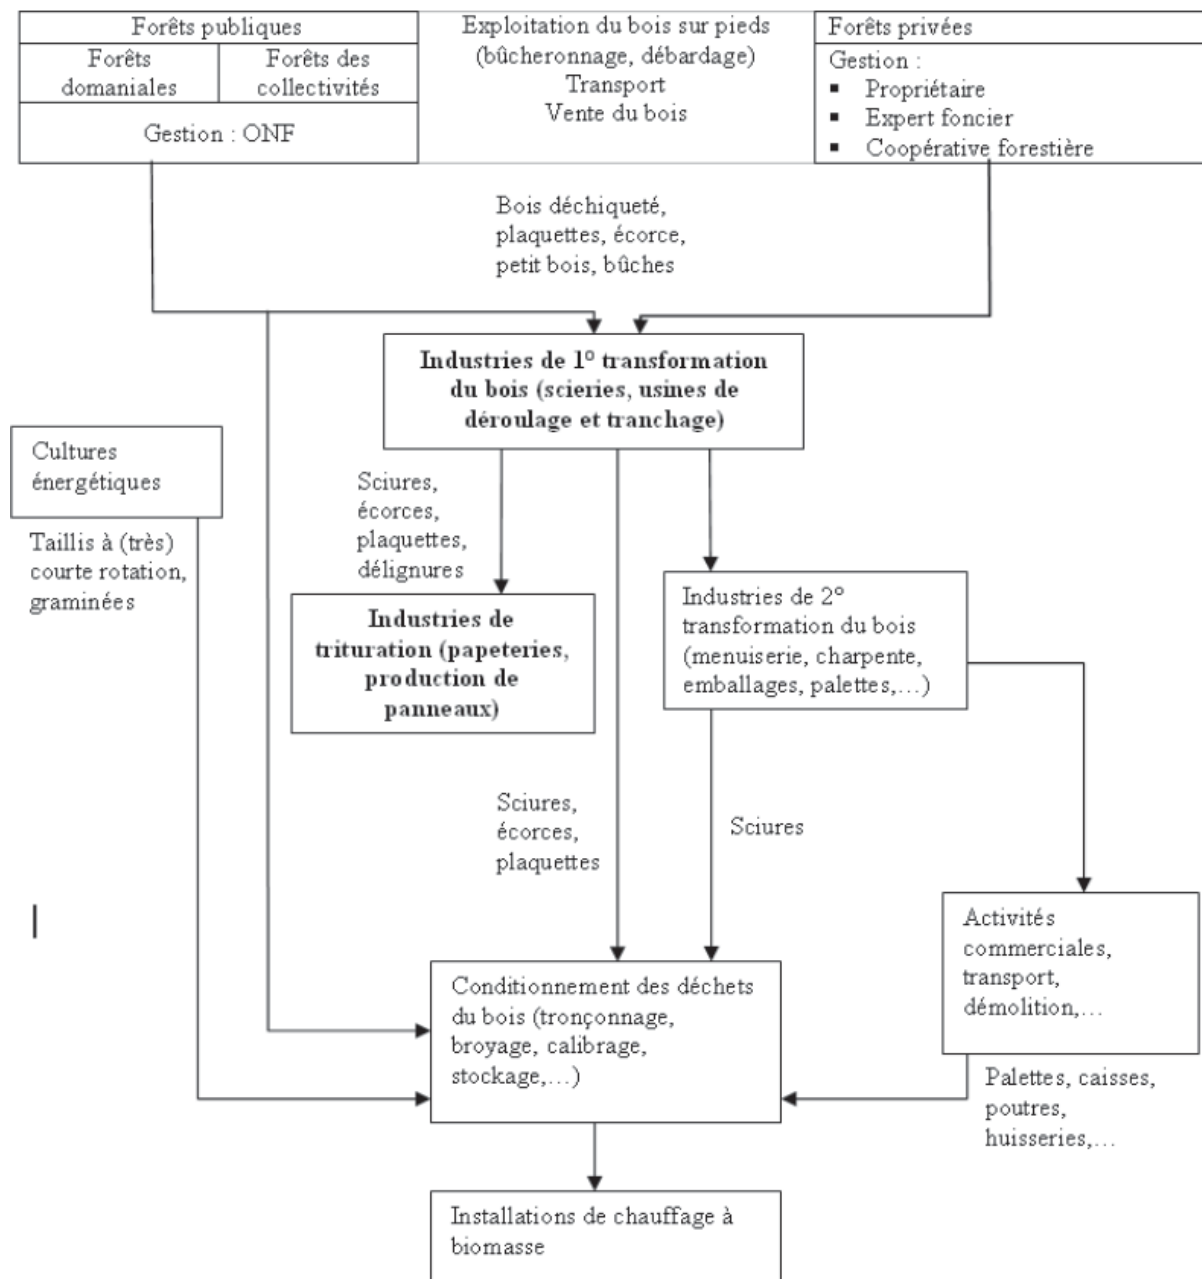 Forêts publiques
Forêts
domaniales
Forêts des
collectivités
Gestion : ONF
Exploitation du bois sur pieds
(bûcheronnage, débardage)
Transport
Vente du bois
Forêts privées
Gestion :
▪ Propriétaire
▪ Expert foncier
▪ Coopérative forestière
Bois déchiqueté,
plaquettes, écorce,
petit bois, bûches
Industries de 1° transformation
du bois (scieries, usines de
déroulage et tranchage)
Cultures
énergétiques
Taillis à (très)
courte rotation,
graminées
Sciures,
écorces,
plaquettes,
délignures
Industries de
trituration (papeteries,
production de
panneaux)
Industries de 2°
transformation du bois
(menuiserie, charpente,
emballages, palettes,…)
Sciures,
écorces,
plaquettes
Sciures
Activités
commerciales,
transport,
démolition,…
Conditionnement des déchets
du bois (tronçonnage,
broyage, calibrage,
stockage,…)
Palettes, caisses,
poutres,
huisseries,…
Installations de chauffage à
biomasse